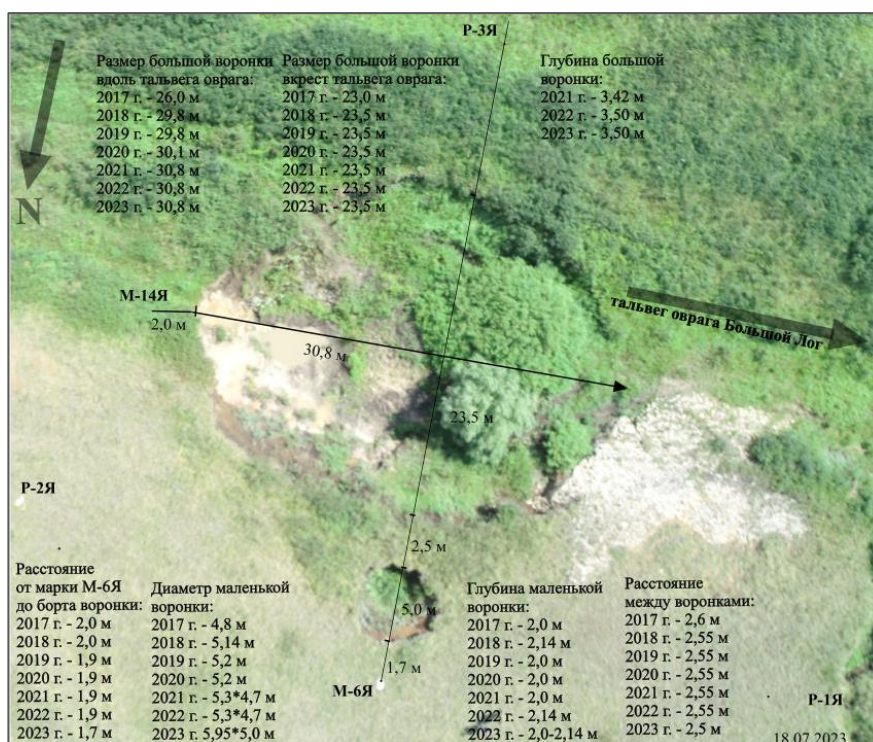 Р-3Я
Размер большой воронки
вдоль тальвега оврага:
2017 г. - 26,0 м
2018 г. - 29,8 м
2019 г. - 29,8 м
2020 г. - 30,1 м
2021 г. - 30,8 м
2022 г. - 30,8 м
2023 г. - 30,8 м
Размер большой воронки
вкрест тальвега оврага:
2017 г. - 23,0 м
2018 г. - 23,5 м
2019 г. - 23,5 м
2020 г. - 23,5 м
2021 г. - 23,5 м
2022 г. - 23,5 м
2023 г. - 23,5 м
Глубина большой
воронки:
2021 г. - 3,42 м
2022 г. - 3,50 м
2023 г. - 3,50 м
N
М-14Я
2,0 м
30,8 м
тальвег оврага Большой Лог
23,5 м
Р-2Я
2,5 м
5,0 м
1,7 м
М-6Я
Расстояние
от марки М-6Я
до борта воронки:
2017 г. - 2,0 м
2018 г. - 2,0 м
2019 г. - 1,9 м
2020 г. - 1,9 м
2021 г. - 1,9 м
2022 г. - 1,9 м
2023 г. - 1,7 м
Диаметр маленькой
воронки:
2017 г. - 4,8 м
2018 г. - 5,14 м
2019 г. - 5,2 м
2020 г. - 5,2 м
2021 г. - 5,3*4,7 м
2022 г. - 5,3*4,7 м
2023 г. 5,95*5,0 м
Глубина маленькой
воронки:
2017 г. - 2,0 м
2018 г. - 2,14 м
2019 г. - 2,0 м
2020 г. - 2,0 м
2021 г. - 2,0 м
2022 г. - 2,14 м
2023 г. - 2,0-2,14 м
Расстояние
между воронками:
2017 г. - 2,6 м
2018 г. - 2,55 м
2019 г. - 2,55 м
2020 г. - 2,55 м
2021 г. - 2,55 м
2022 г. - 2,55 м
2023 г. - 2,5 м
Р-1Я
18.07.2023